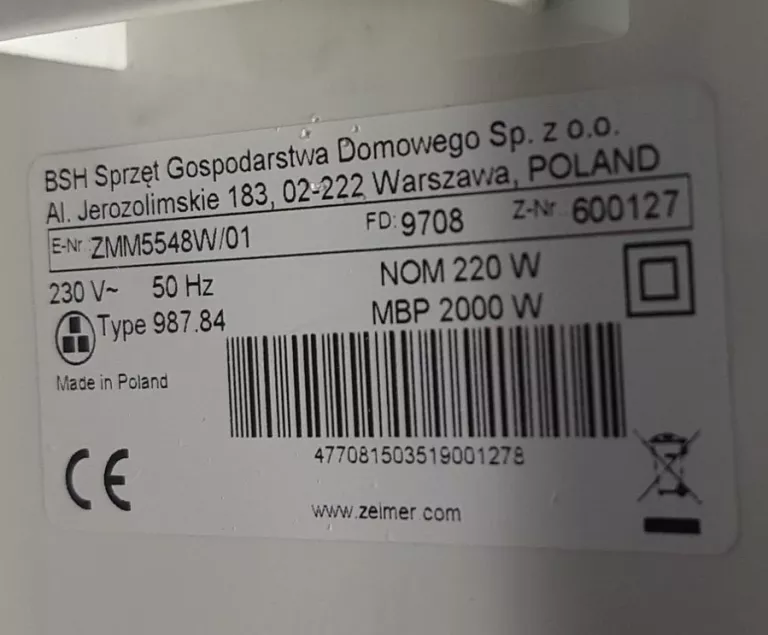 BSH Sprzęt Gospodarstwa Domowego Sp. z o.o.
Al. Jerozolimskie 183, 02-222 Warszawa, POLAND
E-Nr ZMM5548W/01 FD: 9708 Z-Nr. 600127
230 V~ 50 Hz NOM 220 W
Type 987.84 MBP 2000 W
Made in Poland
477081503519001278
CE
www.zelmer.com